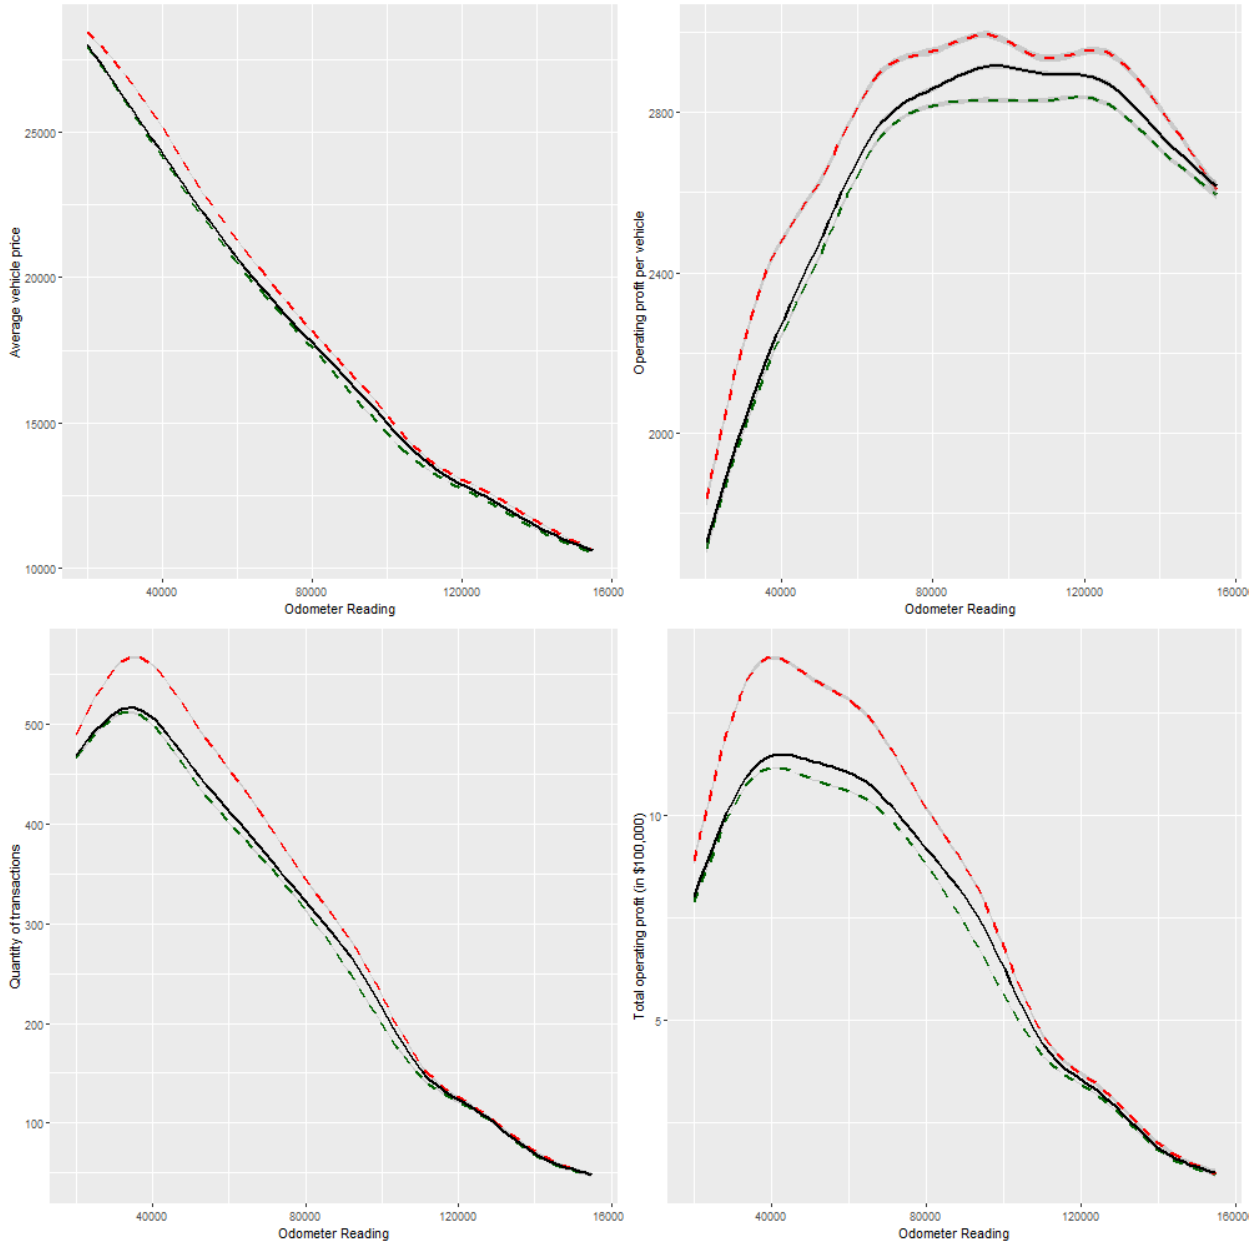 Average vehicle price
25000
20000
15000
10000
40000 80000 120000 16000
Odometer Reading
Operating profit per vehicle
2800
2400
2000
40000 80000 120000 16000
Odometer Reading
Quantity of transactions
500
400
300
200
100
40000 80000 120000 16000
Odometer Reading
Total operating profit (in $100,000)
10
5
40000 80000 120000 16000
Odometer Reading